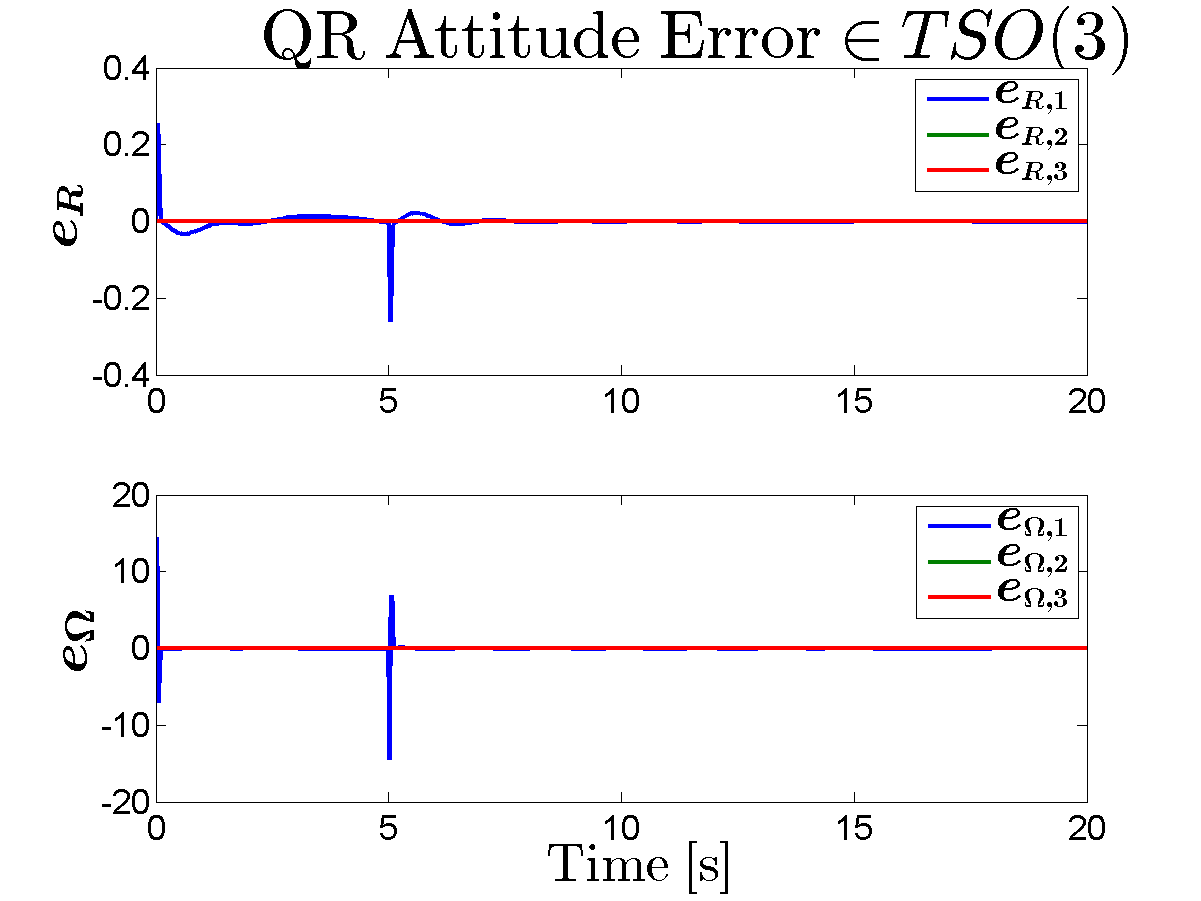 QR Attitude Error ∈ TSO(3)
0.4
0.2
0
-0.2
-0.4
e_R
e_{R,1}
e_{R,2}
e_{R,3}
0 5 10 15 20
20
10
0
-10
-20
e_Ω
e_{Ω,1}
e_{Ω,2}
e_{Ω,3}
0 5 10 15 20
Time [s]